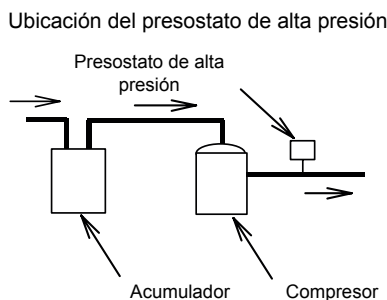 Ubicación del presostato de alta presión
Presostato de alta
presión
Acumulador
Compresor